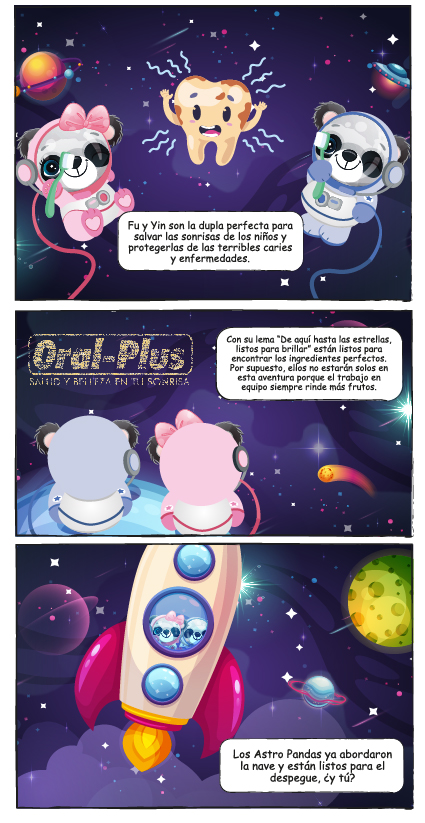 Fu y Yin son la dupla perfecta para
salvar las sonrisas de los niños y
protegerlas de las terribles caries
y enfermedades.
Oral-Plus
SALUD Y BELLEZA EN TU SONRISA
Con su lema “De aquí hasta las estrellas,
listos para brillar” están listos para
encontrar los ingredientes perfectos.
Por supuesto, ellos no estarán solos en
esta aventura porque el trabajo en
equipo siempre rinde más frutos.
Los Astro Pandas ya abordaron
la nave y están listos para el
despegue, ¿y tú?